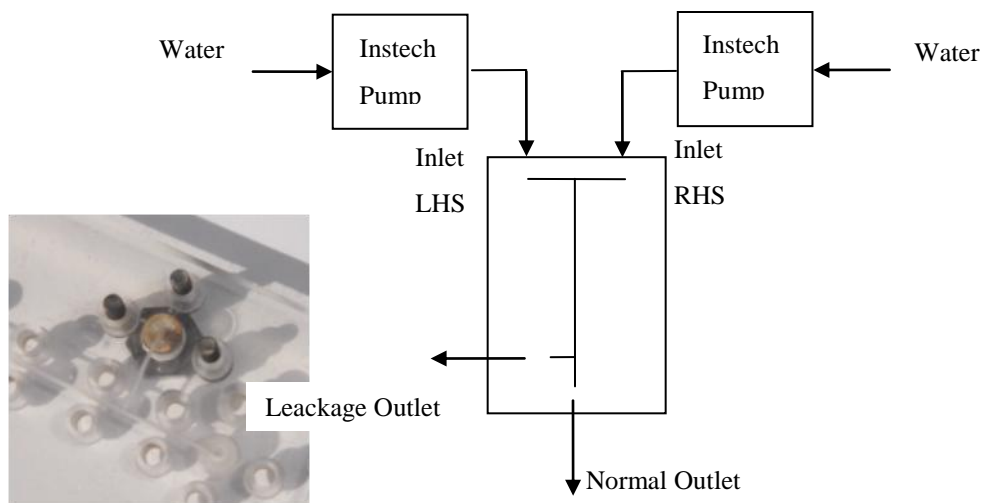 Water
Instech
Pump
Instech
Pump
Water
Inlet
LHS
Inlet
RHS
Leackage Outlet
Normal Outlet